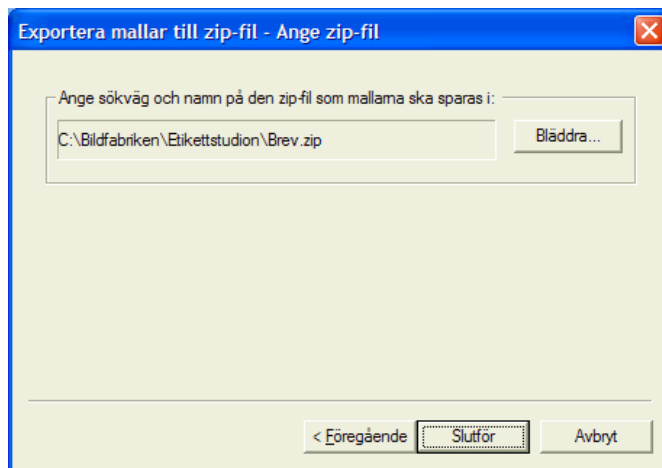 Exportera mallar till zip-fil - Ange zip-fil
Ange sökväg och namn på den zip-fil som mallarna ska sparas i:
C:\Bildfabriken\Etikettstudion\Brev.zip
Bläddra...
< Föregående
Slutför
Avbryt